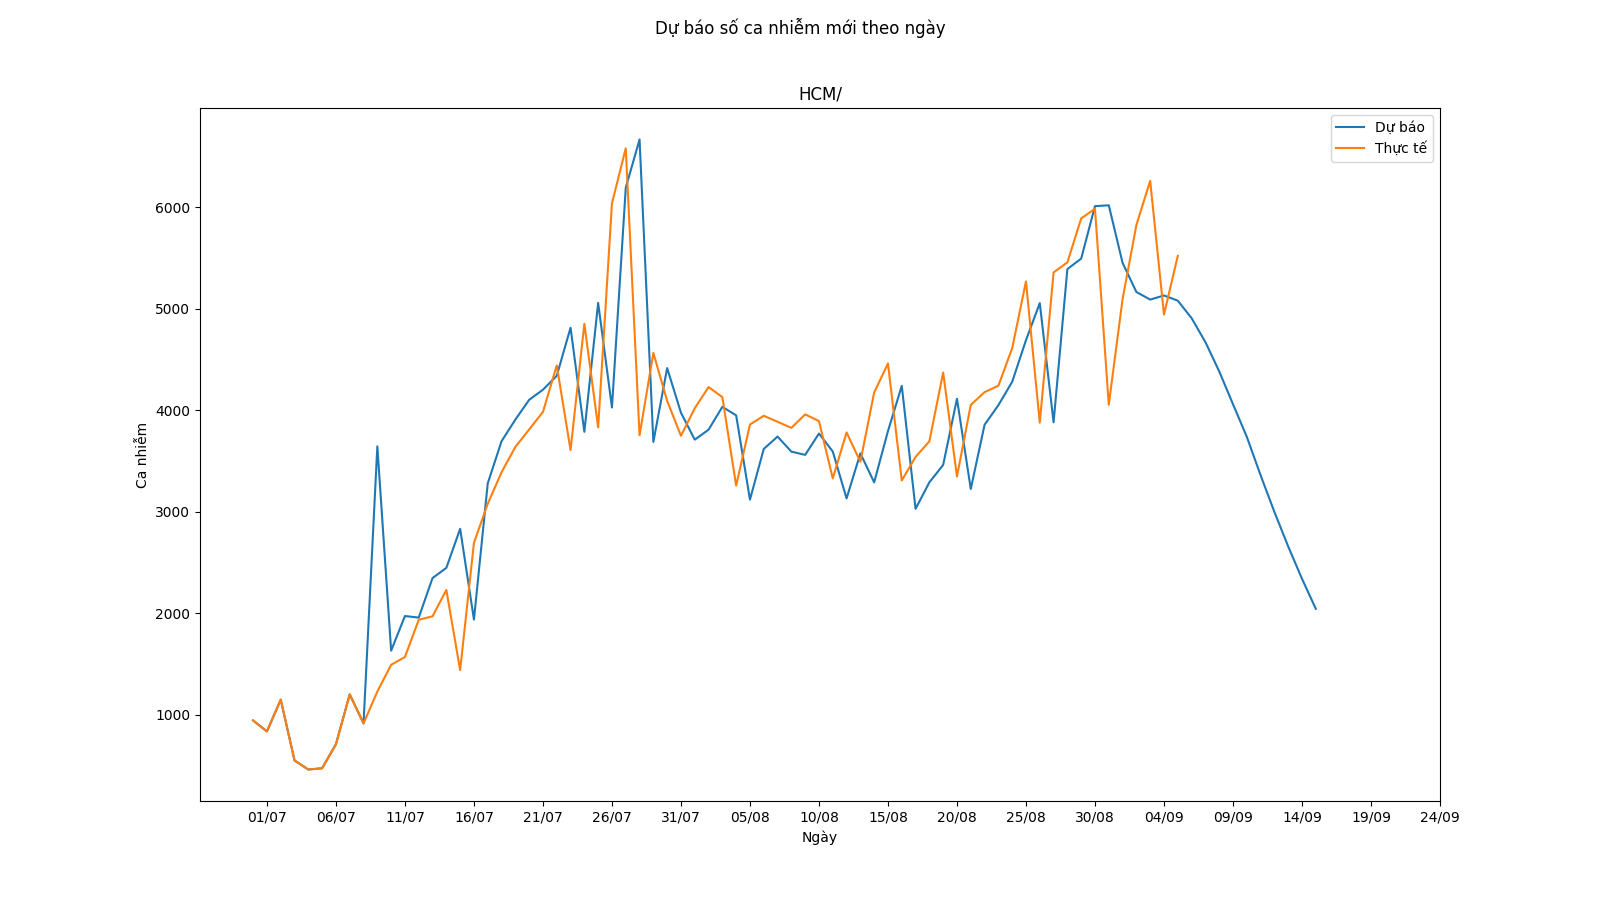 Dự báo số ca nhiễm mới theo ngày
HCM/
Dự báo
Thực tế
6000
5000
4000
3000
2000
1000
Ca nhiễm
01/07 06/07 11/07 16/07 21/07 26/07 31/07 05/08 10/08 15/08 20/08 25/08 30/08 04/09 09/09 14/09 19/09 24/09
Ngày